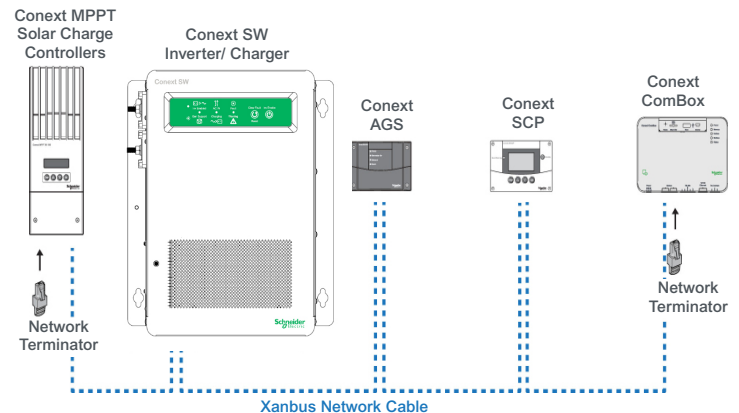 Conext MPPT
Solar Charge
Controllers
Conext SW
Inverter/ Charger
Conext SW
Conext
AGS
Conext
SCP
Conext
ComBox
Schneider
Electric
Network
Terminator
Network
Terminator
Xanbus Network Cable